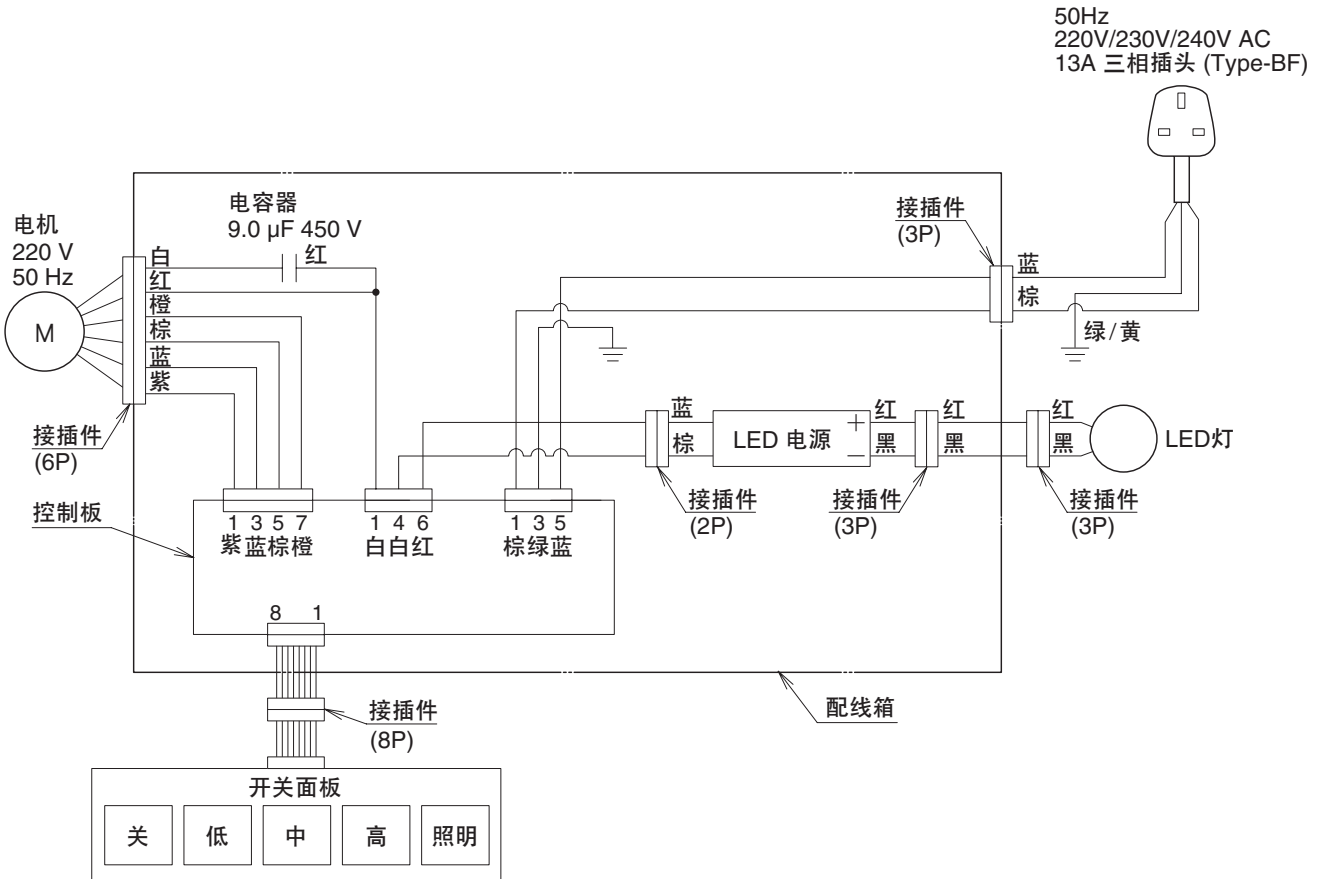 50Hz
220V/230V/240V AC
13A 三相插头 (Type-BF)
电容器
9.0 µF 450 V
红
电机
220 V
50 Hz
M
白
红
橙
棕
蓝
紫
接插件
(6P)
接插件
(3P)
蓝
棕
绿/黄
蓝
棕
LED 电源
+
−
红
黑
红
黑
红
黑
LED灯
接插件
(2P)
接插件
(3P)
接插件
(3P)
控制板
1 3 5 7
紫蓝棕橙
1 4 6
白白红
1 3 5
棕绿蓝
8 1
接插件
(8P)
配线箱
开关面板
关 低 中 高 照明